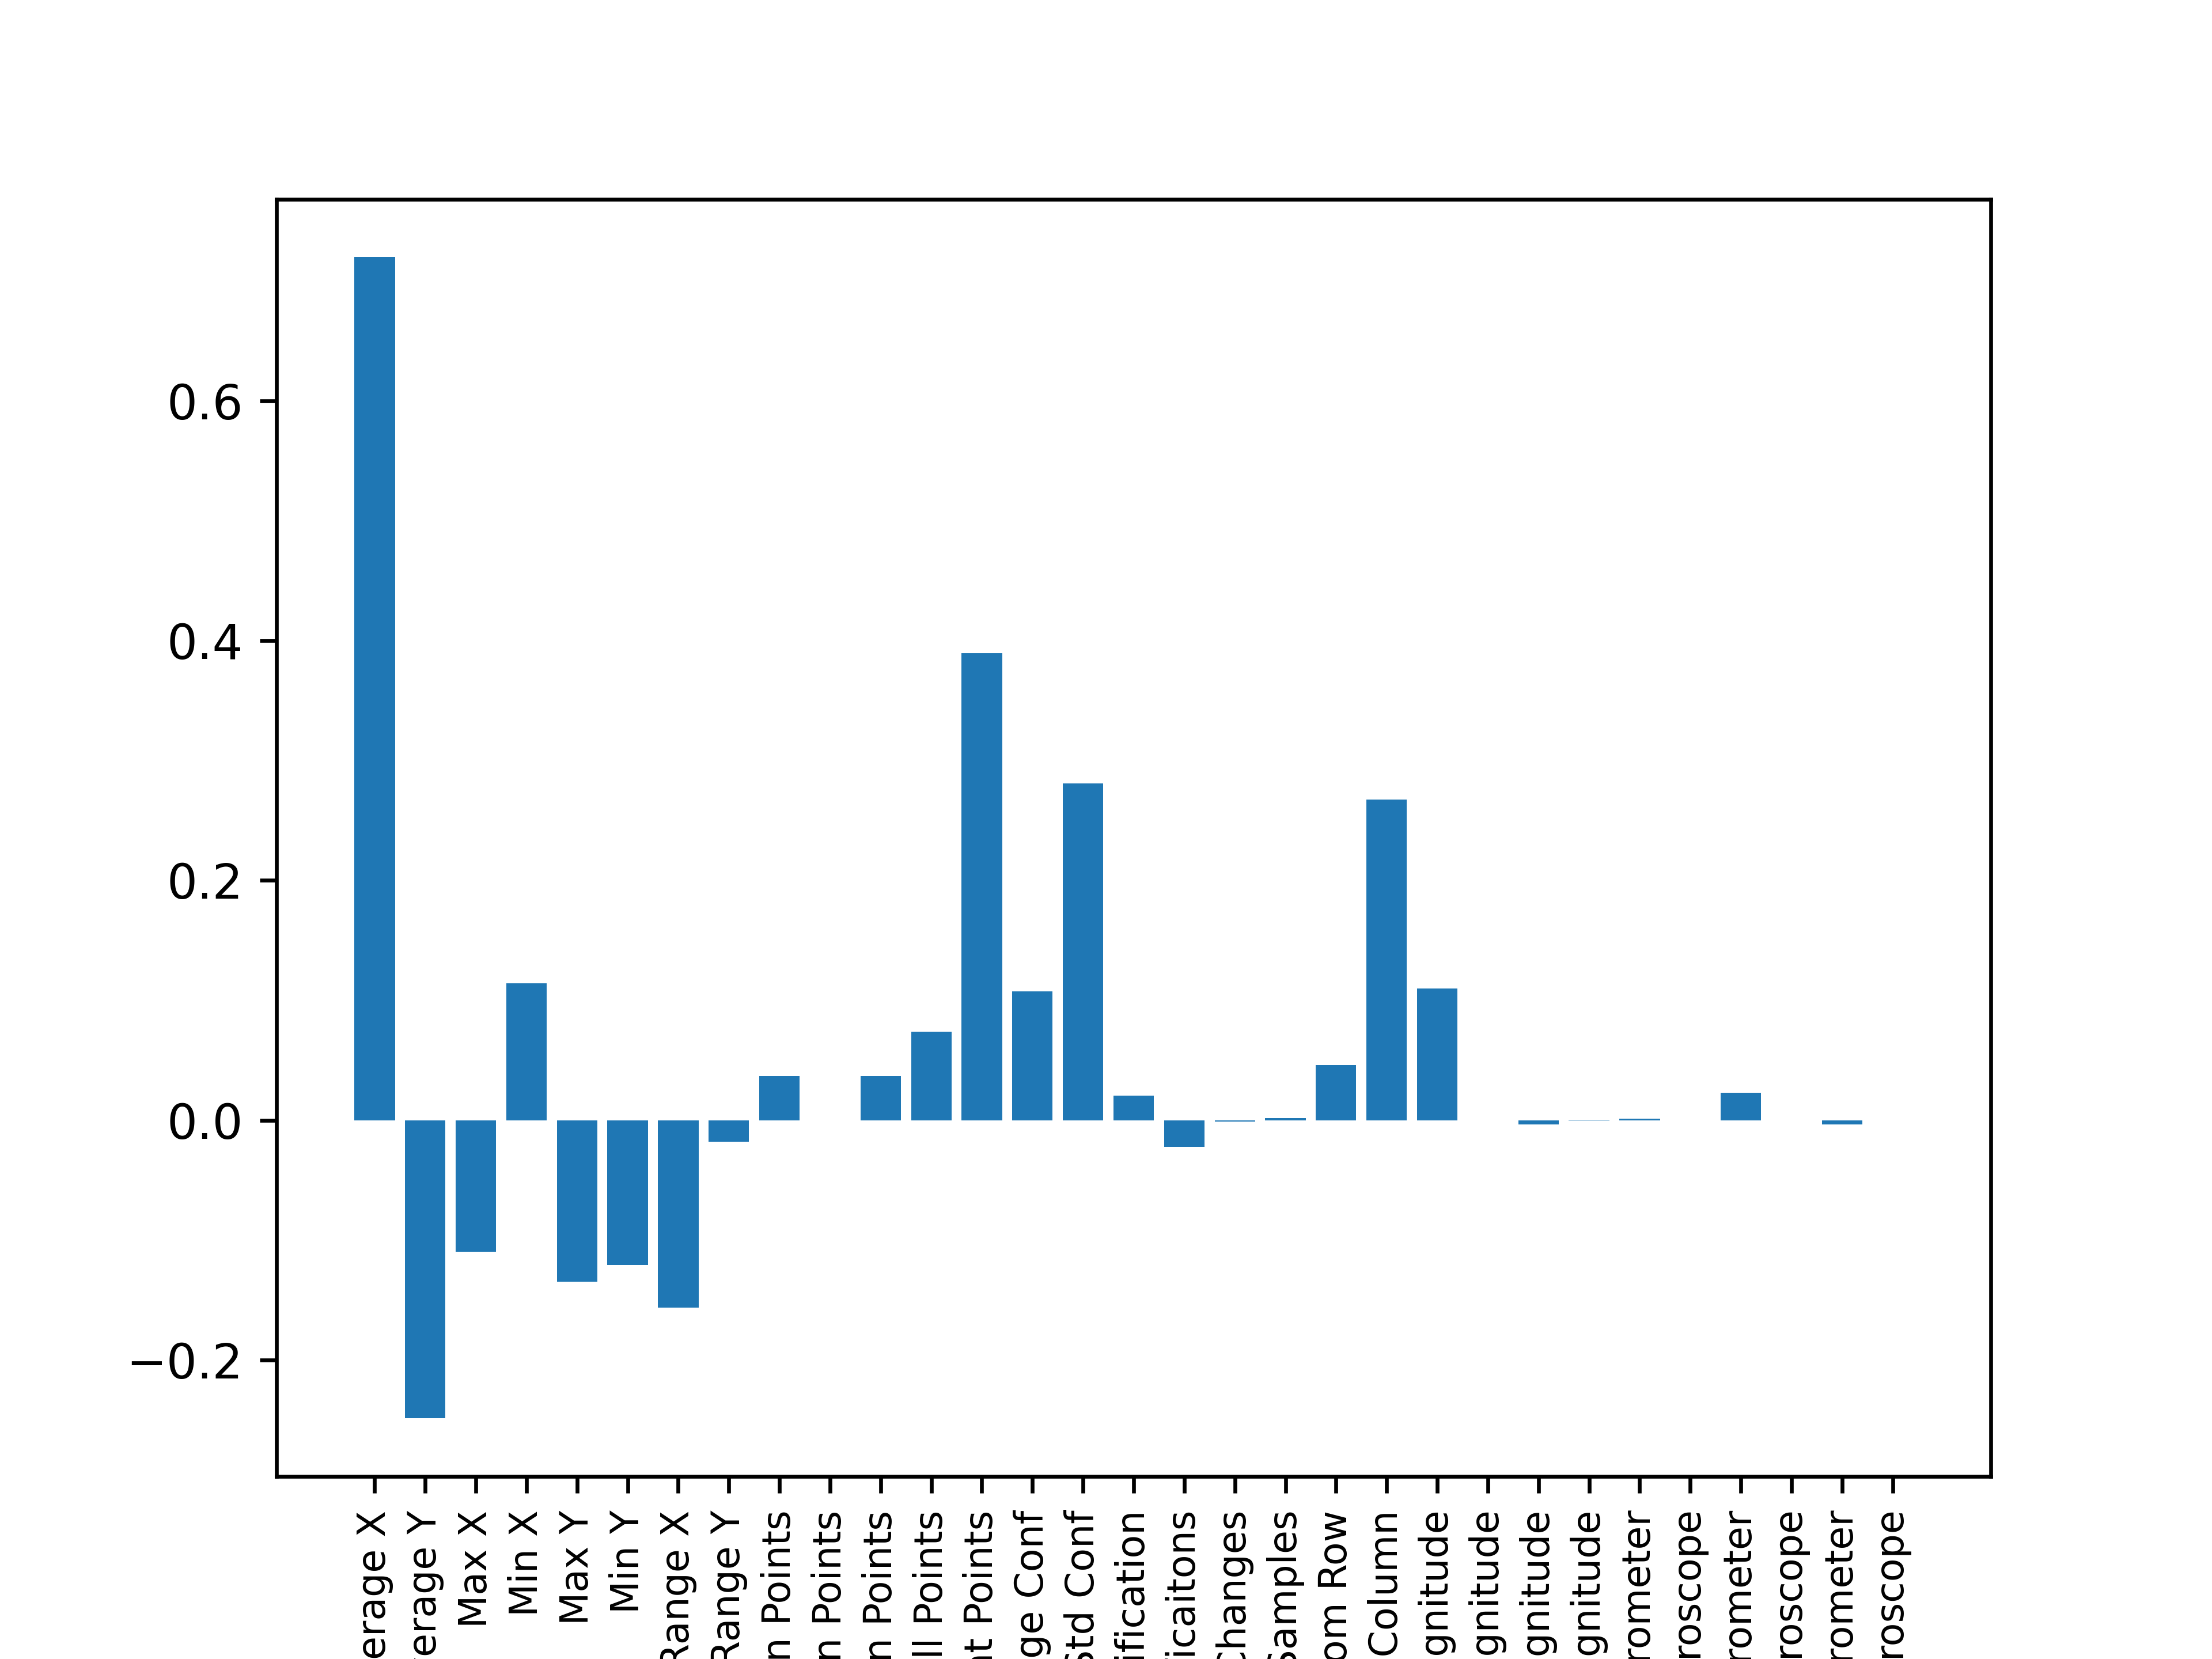 0.6
0.4
0.2
0.0
−0.2
erage X
erage Y
Max X
Min X
Max Y
Min Y
Range X
Range Y
n Points
n Points
n Points
ll Points
nt Points
ge Conf
Std Conf
ification
ficaitons
Changes
Samples
om Row
Column
gnitude
gnitude
gnitude
gnitude
rometer
roscope
rometer
roscope
rometer
roscope